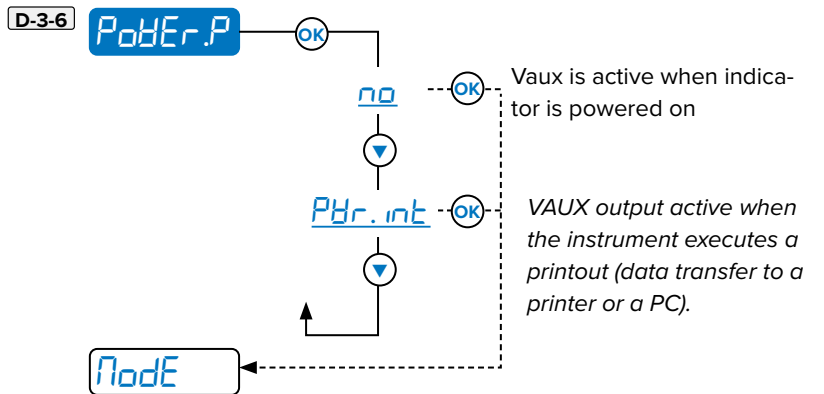 D-3-6
PoWEr.P
OK
no
OK
Vaux is active when indica-
tor is powered on
PWr.int
OK
VAUX output active when
the instrument executes a
printout (data transfer to a
printer or a PC).
ModE